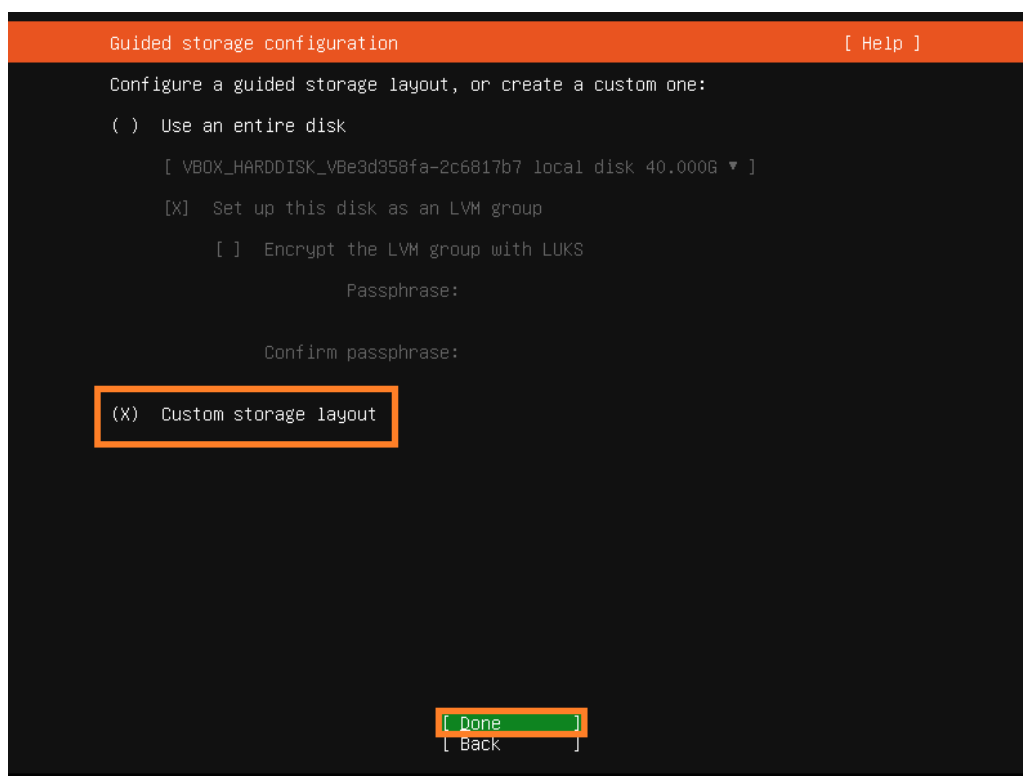 Guided storage configuration [ Help ]
Configure a guided storage layout, or create a custom one:
( ) Use an entire disk
[ VBOX_HARDDISK_VBe3d358fa-2c6817b7 local disk 40.000G ▾ ]
[X] Set up this disk as an LVM group
[ ] Encrypt the LVM group with LUKS
Passphrase:
Confirm passphrase:
(X) Custom storage layout
[ Done ]
[ Back ]